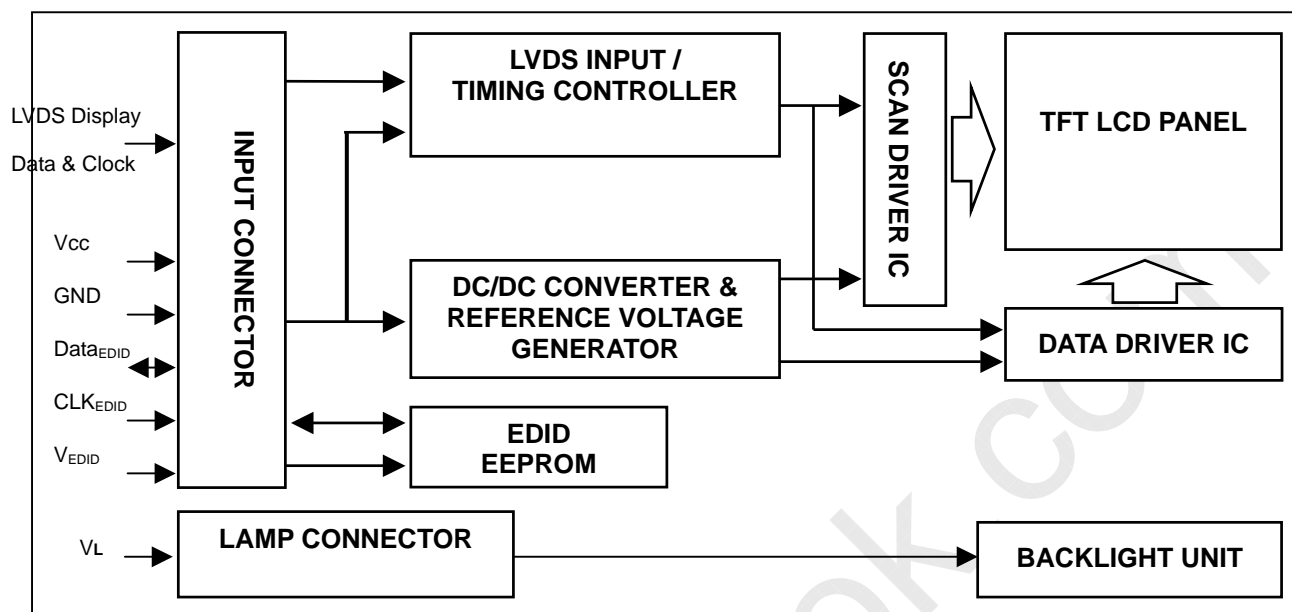 LVDS Display
Data & Clock
Vcc
GND
DataEDID
CLKEDID
VEDID
VL
INPUT CONNECTOR
LVDS INPUT /
TIMING CONTROLLER
DC/DC CONVERTER &
REFERENCE VOLTAGE
GENERATOR
EDID
EEPROM
LAMP CONNECTOR
SCAN DRIVER IC
TFT LCD PANEL
DATA DRIVER IC
BACKLIGHT UNIT